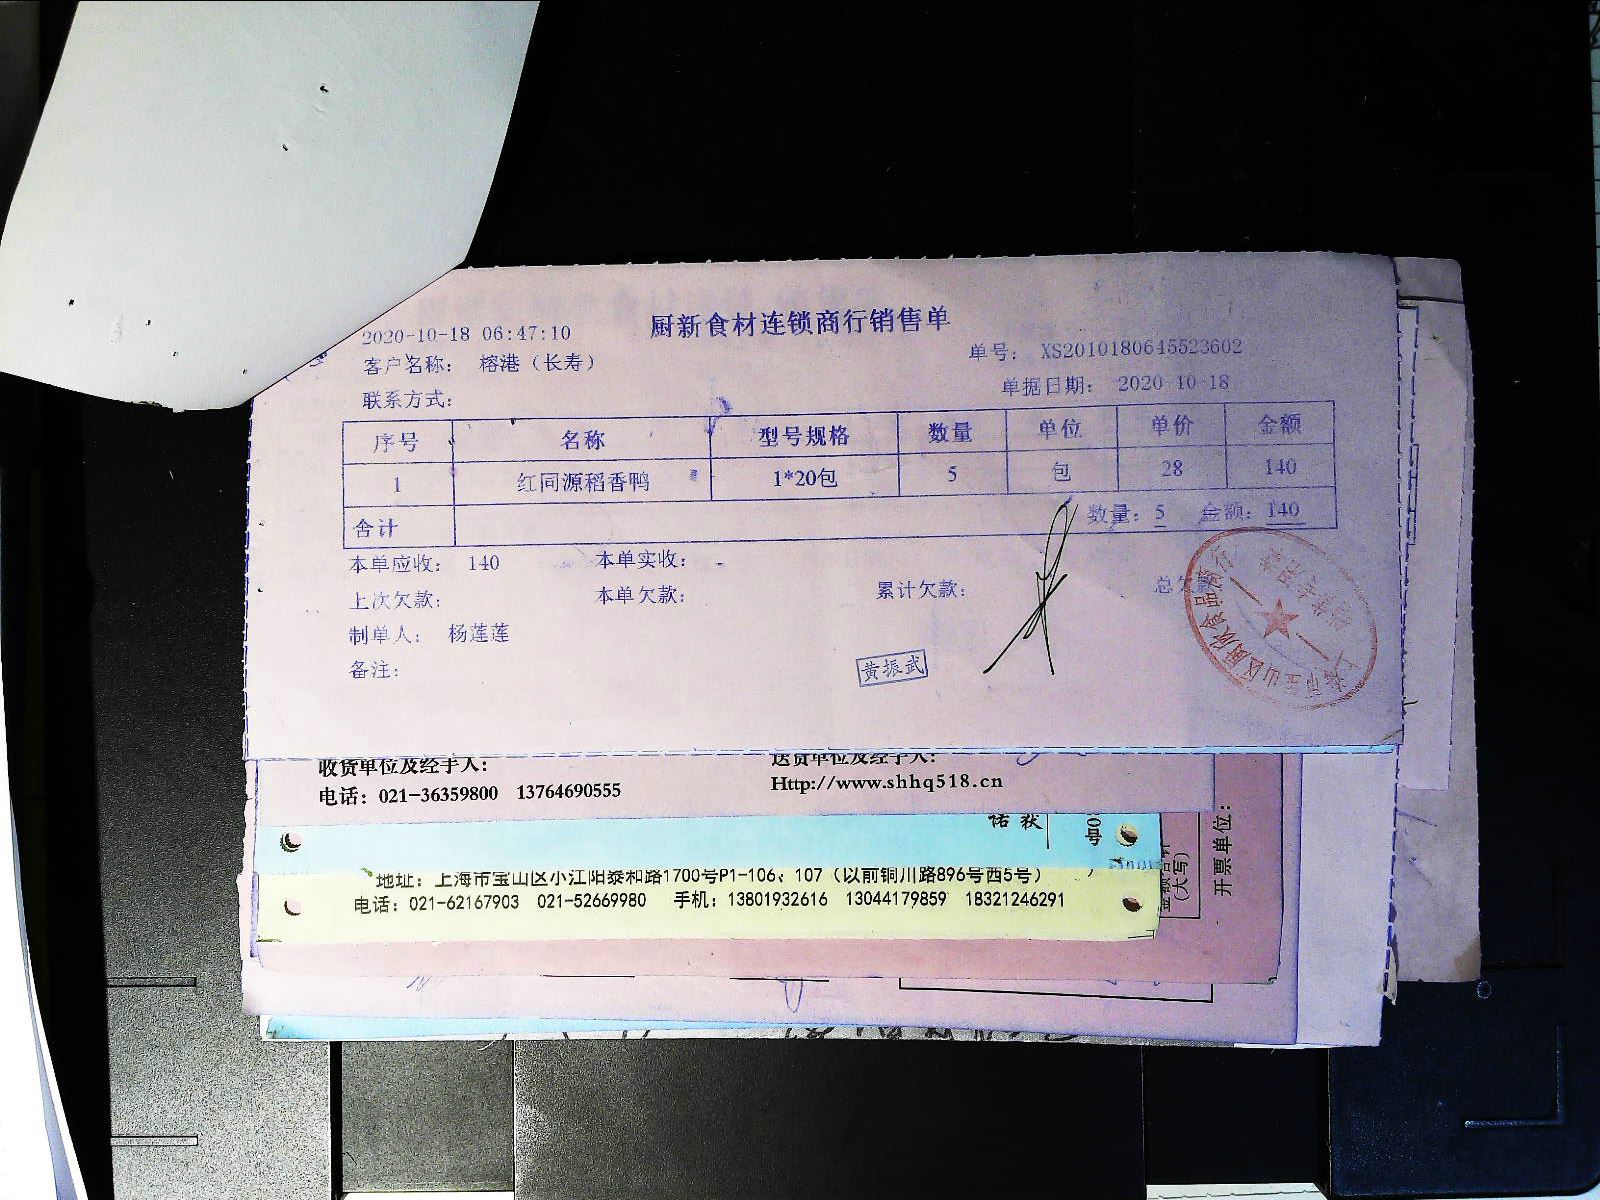 厨新食材连锁商行销售单
2020-10-18 06:47:10
单号： XS2010180645523602
客户名称： 榕港（长寿）
单据日期： 2020-10-18
联系方式：
序号 名称 型号规格 数量 单位 单价 金额
1 红同源稻香鸭 1*20包 5 包 28 140
合计 数量：5 金额：140
本单应收： 140 本单实收： -
上次欠款： 本单欠款： 累计欠款： 总欠
制单人： 杨莲莲
备注：
黄振武
收货单位及经手人： 送货单位及经手人：
电话：021-36359800 13764690555 Http://www.shhq518.cn
地址：上海市宝山区小江阳泰和路1700号P1-106、107（以前铜川路896号西5号）
电话：021-62167903 021-52669980 手机：13801932616 13044179859 18321246291
(大写)
开票单位：